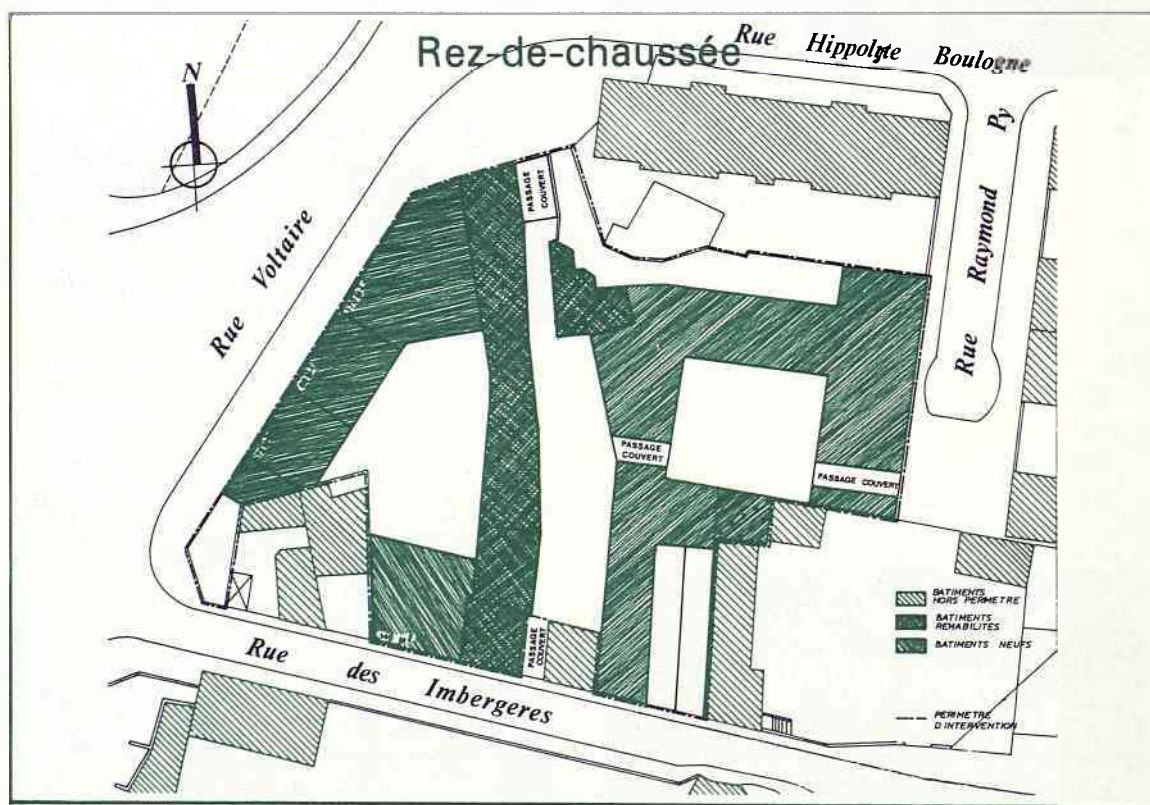 Rez-de-chaussée
Rue Hippolyte Boulogne
N
Rue Voltaire
Rue Raymond Py
PASSAGE
COUVERT
PASSAGE
COUVERT
PASSAGE COUVERT
PASSAGE
COUVERT
Rue des Imbergeres
BATIMENTS
HORS PERIMETRE
BATIMENTS
REHABILITES
BATIMENTS NEUFS
PERIMETRE
D INTERVENTION